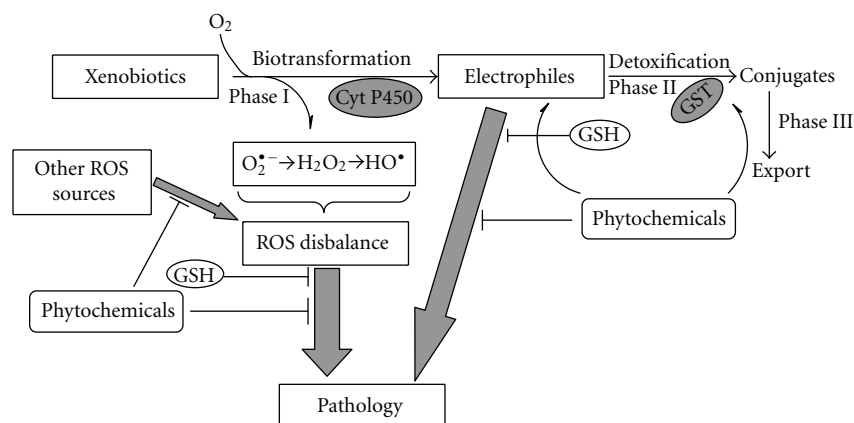 O₂
Xenobiotics
Biotransformation
Phase I
Cyt P450
Electrophiles
Detoxification
Phase II
GST
Conjugates
Phase III
Export
O₂•⁻→H₂O₂→HO•
GSH
Other ROS
sources
Phytochemicals
ROS disbalance
GSH
Phytochemicals
Pathology